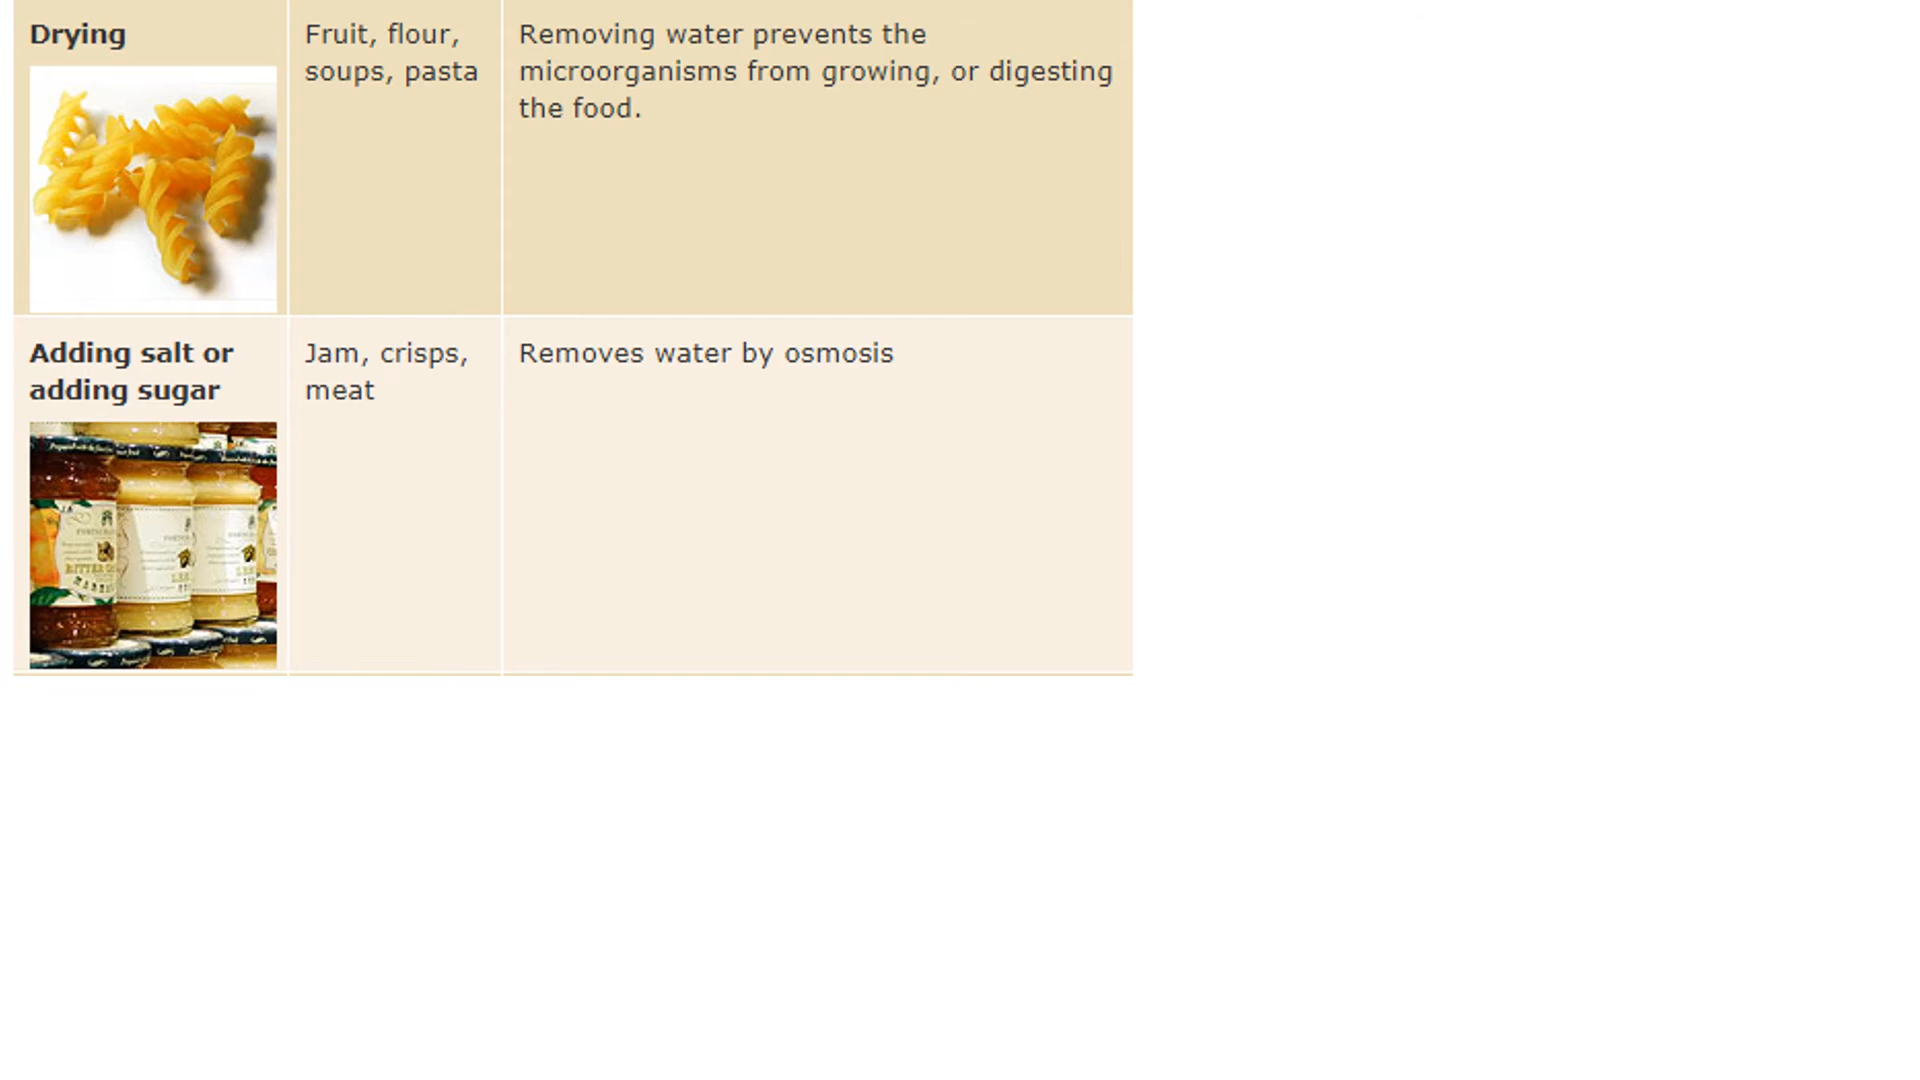 Drying
Fruit, flour,
soups, pasta
Removing water prevents the
microorganisms from growing, or digesting
the food.
Adding salt or
adding sugar
Jam, crisps,
meat
Removes water by osmosis